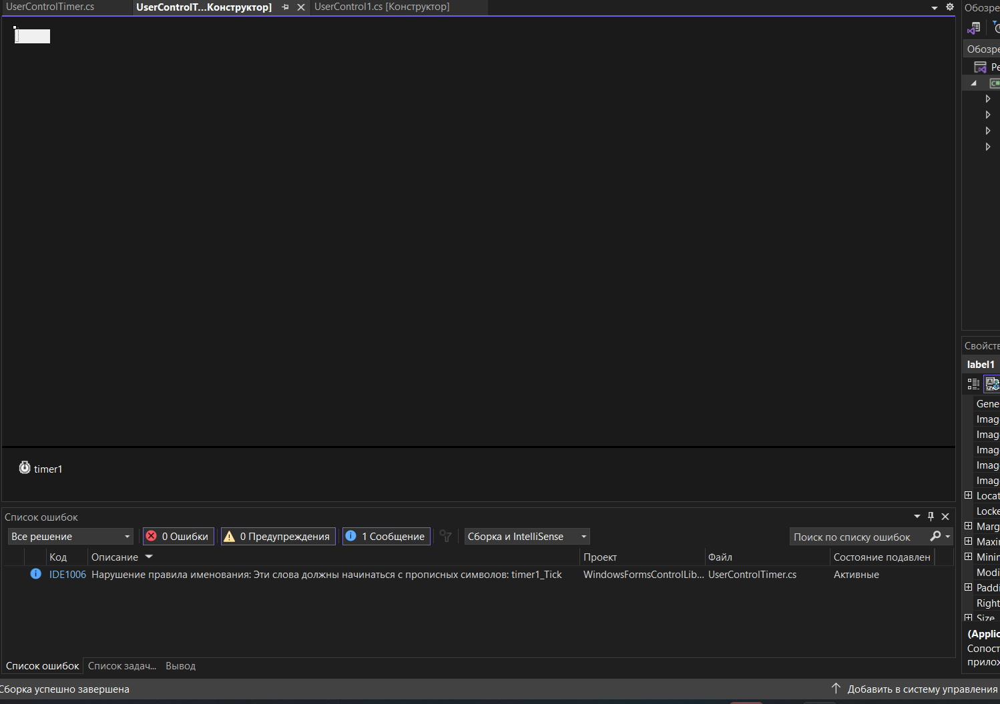 UserControlTimer.cs
UserControlT...Конструктор]
UserControl1.cs [Конструктор]
Обозре
Обозре
Ре
C#
timer1
Свойств
label1
Gene
Imag
Imag
Imag
Imag
Imag
Locat
Locke
Marg
Maxin
Minin
Modi
Paddi
Right
Size
(Applic
Сопост
прилож
Список ошибок
Все решение
0 Ошибки
0 Предупреждения
1 Сообщение
Сборка и IntelliSense
Поиск по списку ошибок
Код
Описание
Проект
Файл
Состояние подавлен
IDE1006
Нарушение правила именования: Эти слова должны начинаться с прописных символов: timer1_Tick
WindowsFormsControlLib...
UserControlTimer.cs
Активные
Список ошибок
Список задач...
Вывод
Сборка успешно завершена
Добавить в систему управления